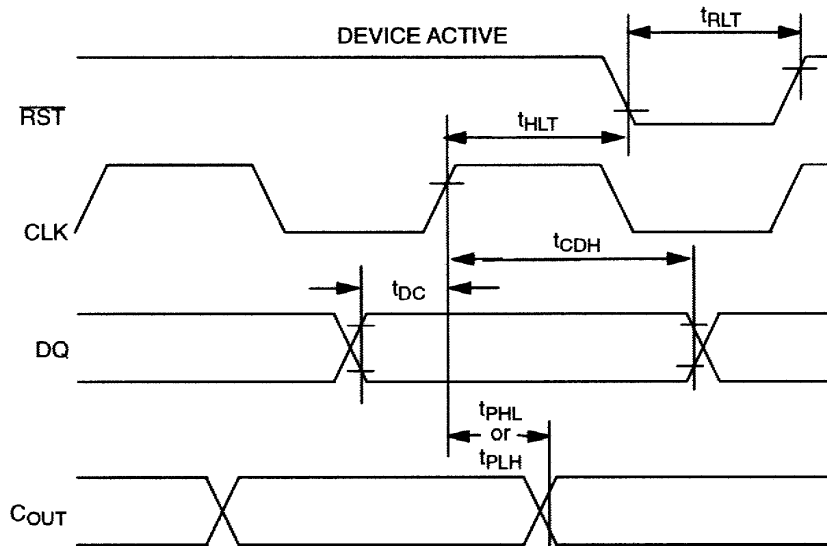 DEVICE ACTIVE
tRLT
RST
tHLT
CLK
tCDH
tDC
DQ
tPHL
or
tPLH
COUT